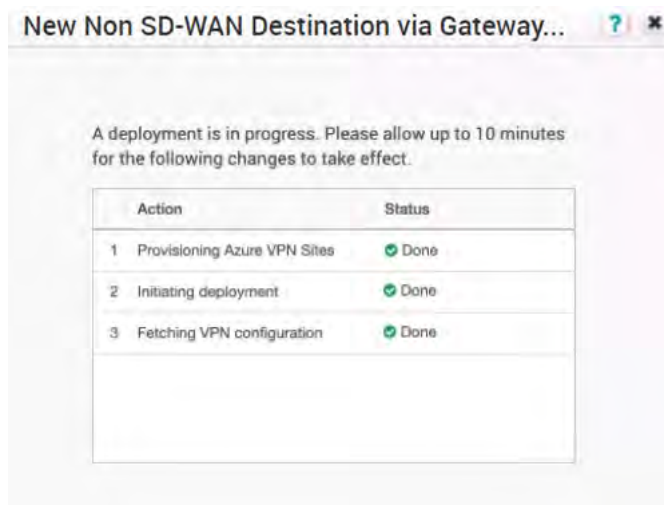 New Non SD-WAN Destination via Gateway... ? ✖
A deployment is in progress. Please allow up to 10 minutes
for the following changes to take effect.
Action Status
1 Provisioning Azure VPN Sites Done
2 Initiating deployment Done
3 Fetching VPN configuration Done